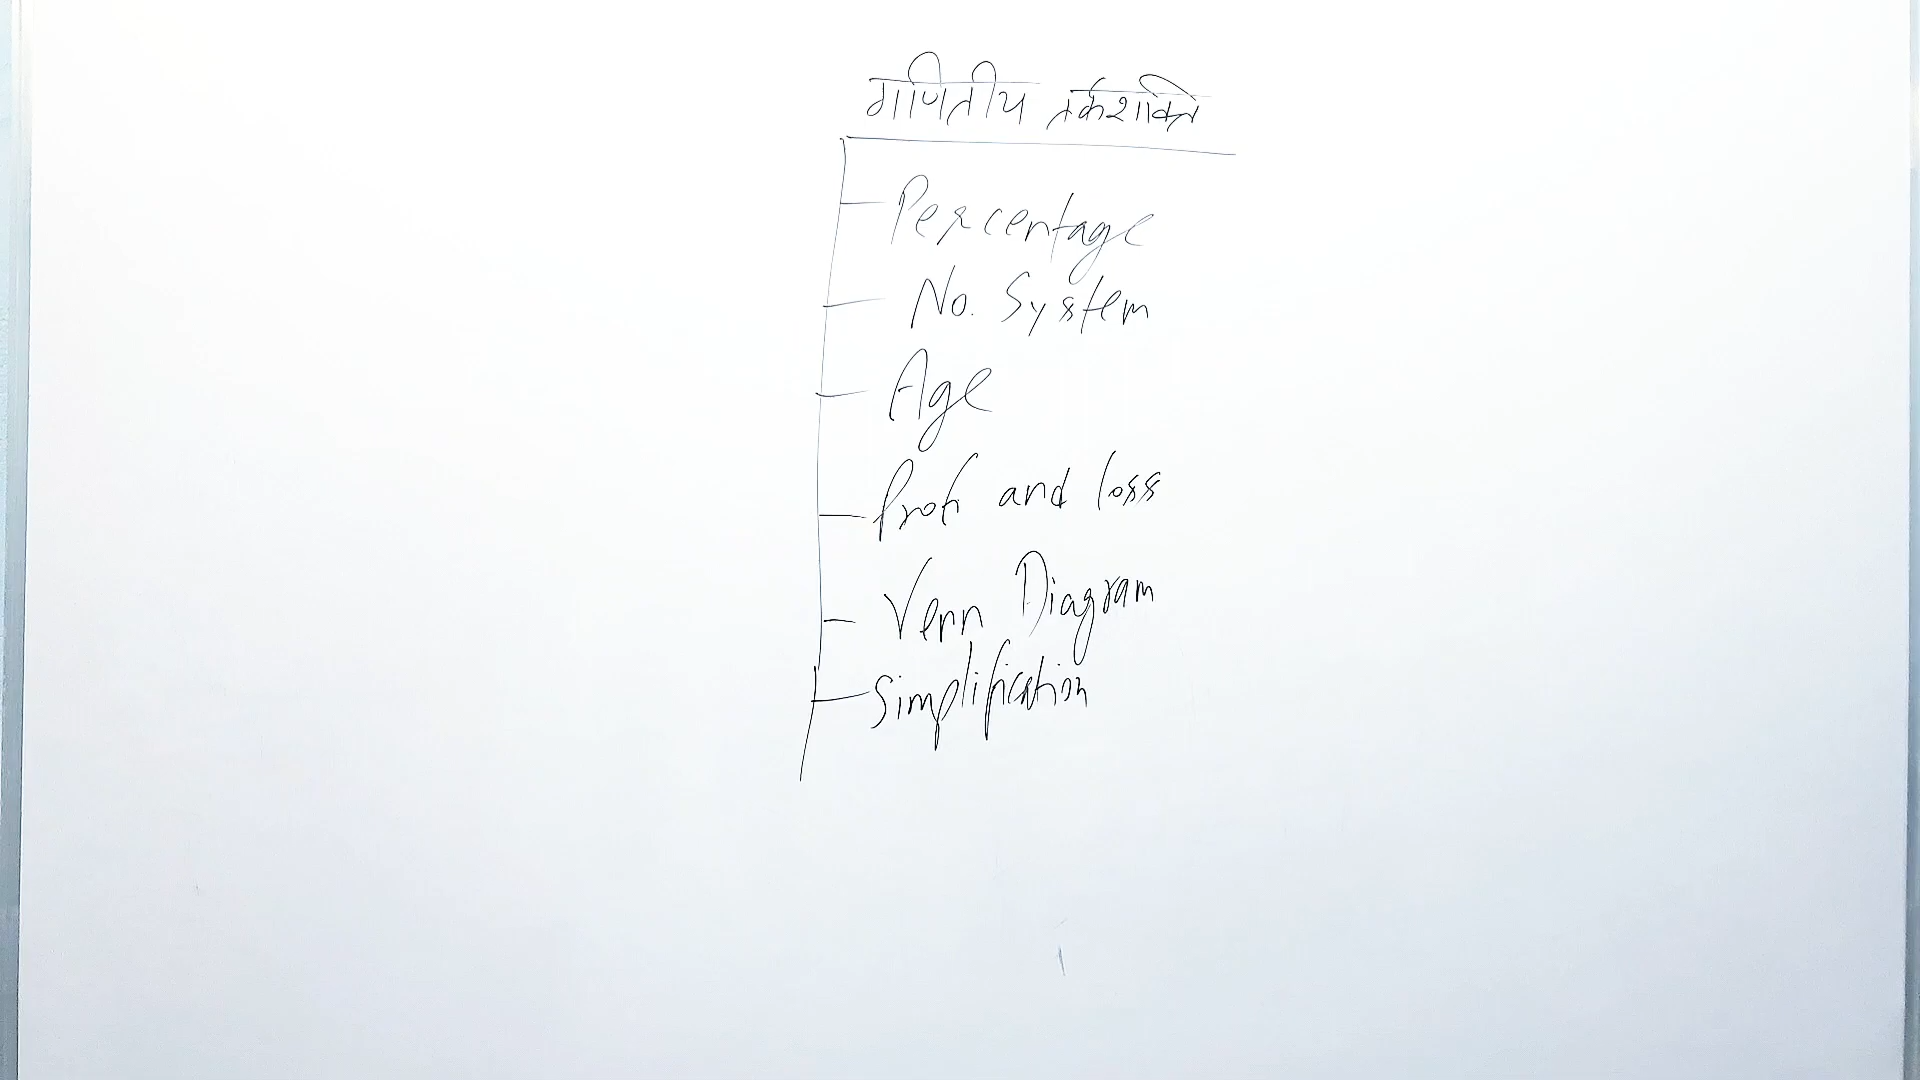 गणितीय तर्कशक्ति
Percentage
No. System
Age
Profi and loss
Venn Diagram
Simplification